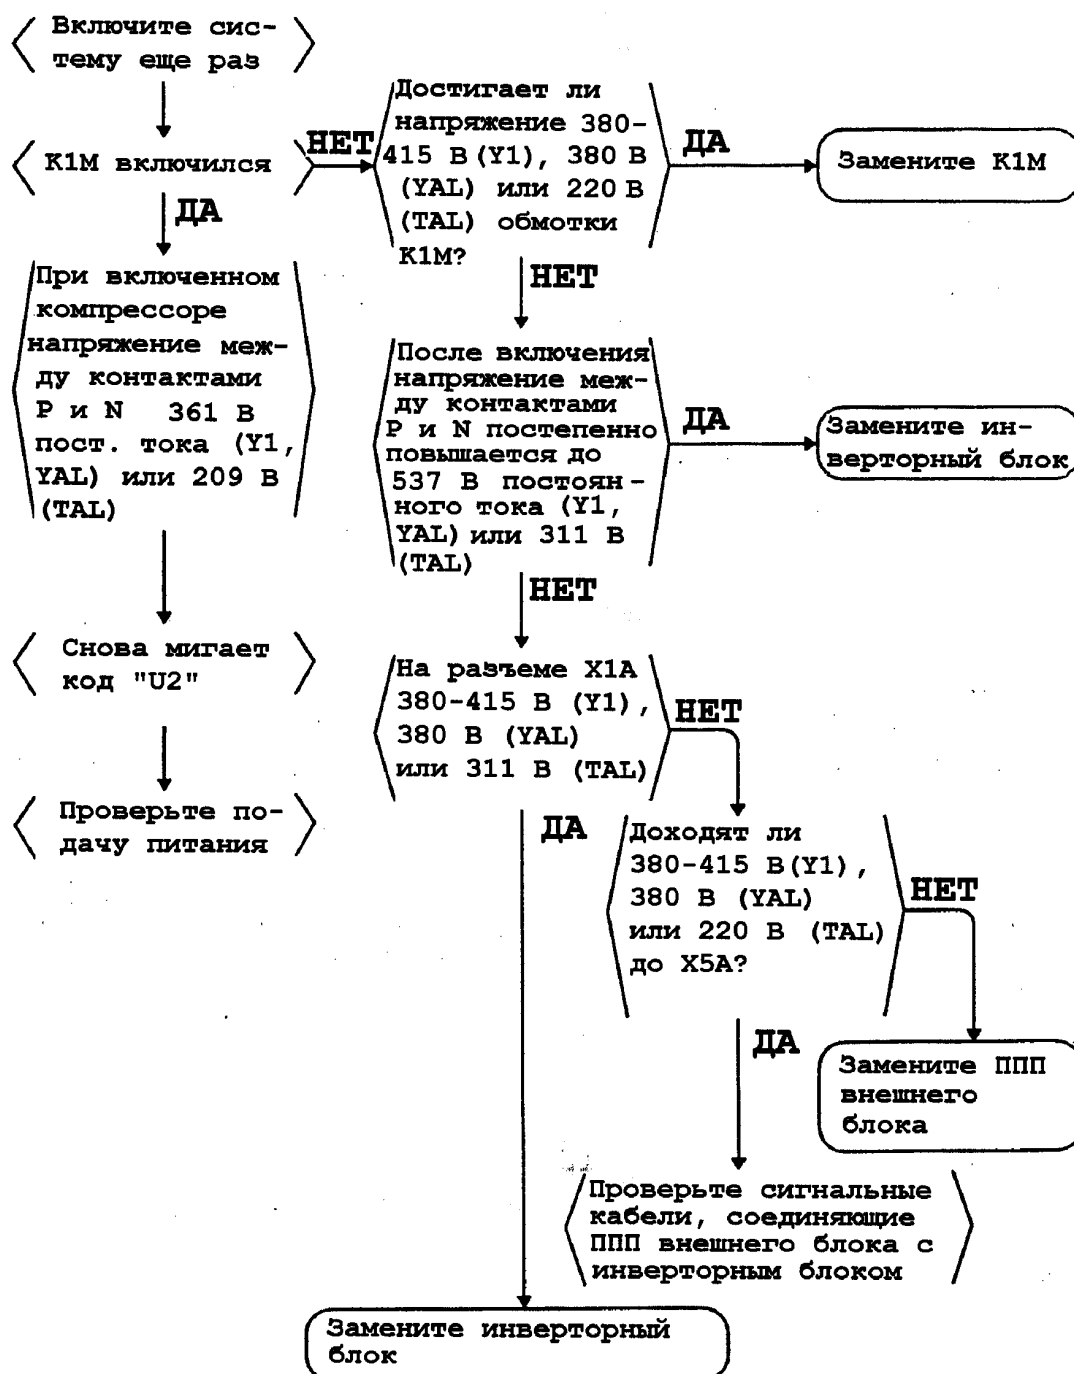 Включите сис-
тему еще раз
К1М включился
НЕТ
Достигает ли
напряжение 380-
415 В (Y1), 380 В
(YAL) или 220 В
(TAL) обмотки
К1М?
ДА
Замените К1М
ДА
При включенном
компрессоре
напряжение меж-
ду контактами
Р и N 361 В
пост. тока (Y1,
YAL) или 209 В
(TAL)
НЕТ
После включения
напряжение меж-
ду контактами
Р и N постепенно
повышается до
537 В постоян-
ного тока (Y1,
YAL) или 311 В
(TAL)
ДА
Замените ин-
верторный блок
НЕТ
Снова мигает
код "U2"
Проверьте по-
дачу питания
На разъеме X1A
380-415 В (Y1),
380 В (YAL)
или 311 В (TAL)
НЕТ
ДА
Доходят ли
380-415 В (Y1),
380 В (YAL)
или 220 В (TAL)
до X5A?
НЕТ
Замените ППП
внешнего
блока
ДА
Проверьте сигнальные
кабели, соединяющие
ППП внешнего блока с
инверторным блоком
Замените инверторный
блок